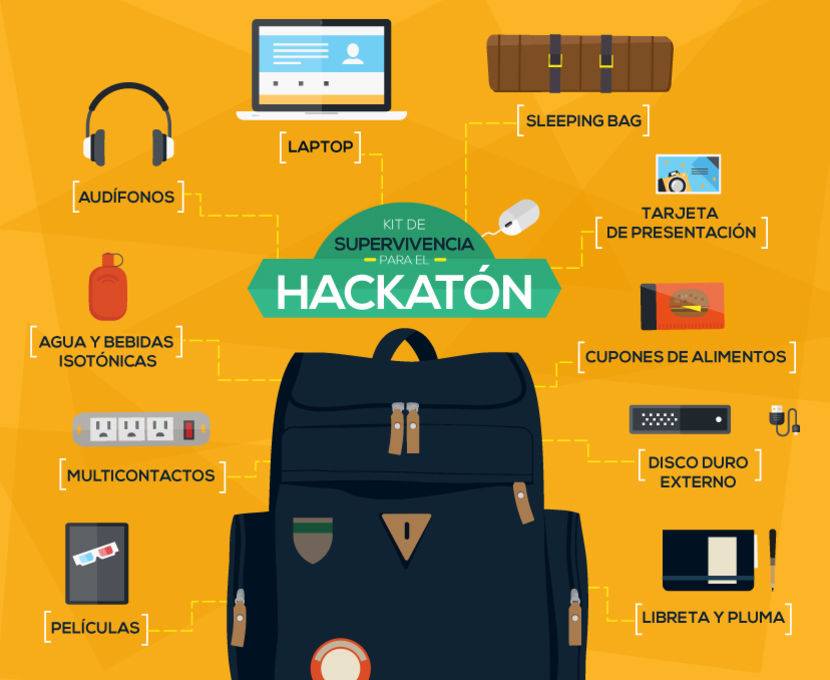 LAPTOP
SLEEPING BAG
AUDÍFONOS
TARJETA
DE PRESENTACIÓN
KIT DE
SUPERVIVENCIA
PARA EL
HACKATÓN
AGUA Y BEBIDAS
ISOTÓNICAS
CUPONES DE ALIMENTOS
MULTICONTACTOS
DISCO DURO
EXTERNO
PELÍCULAS
LIBRETA Y PLUMA